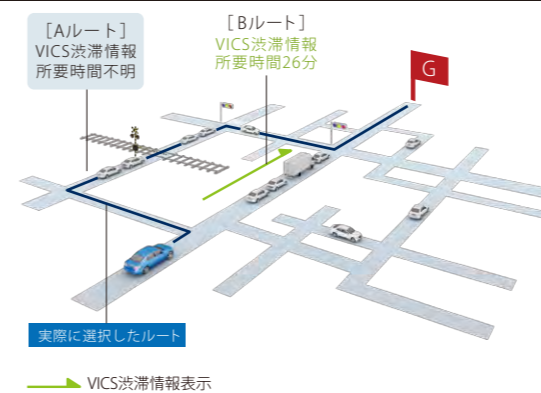 ［Aルート］
VICS渋滞情報
所要時間不明
［Bルート］
VICS渋滞情報
所要時間26分
G
実際に選択したルート
VICS渋滞情報表示